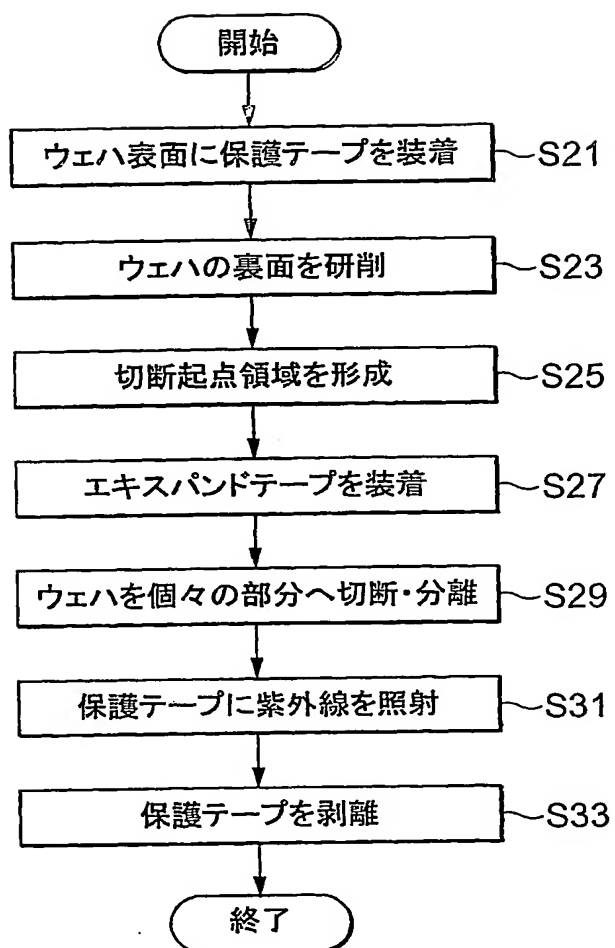 開始
ウェハ表面に保護テープを装着 S21
ウェハの裏面を研削 S23
切断起点領域を形成 S25
エキスパンドテープを装着 S27
ウェハを個々の部分へ切断・分離 S29
保護テープに紫外線を照射 S31
保護テープを剥離 S33
終了